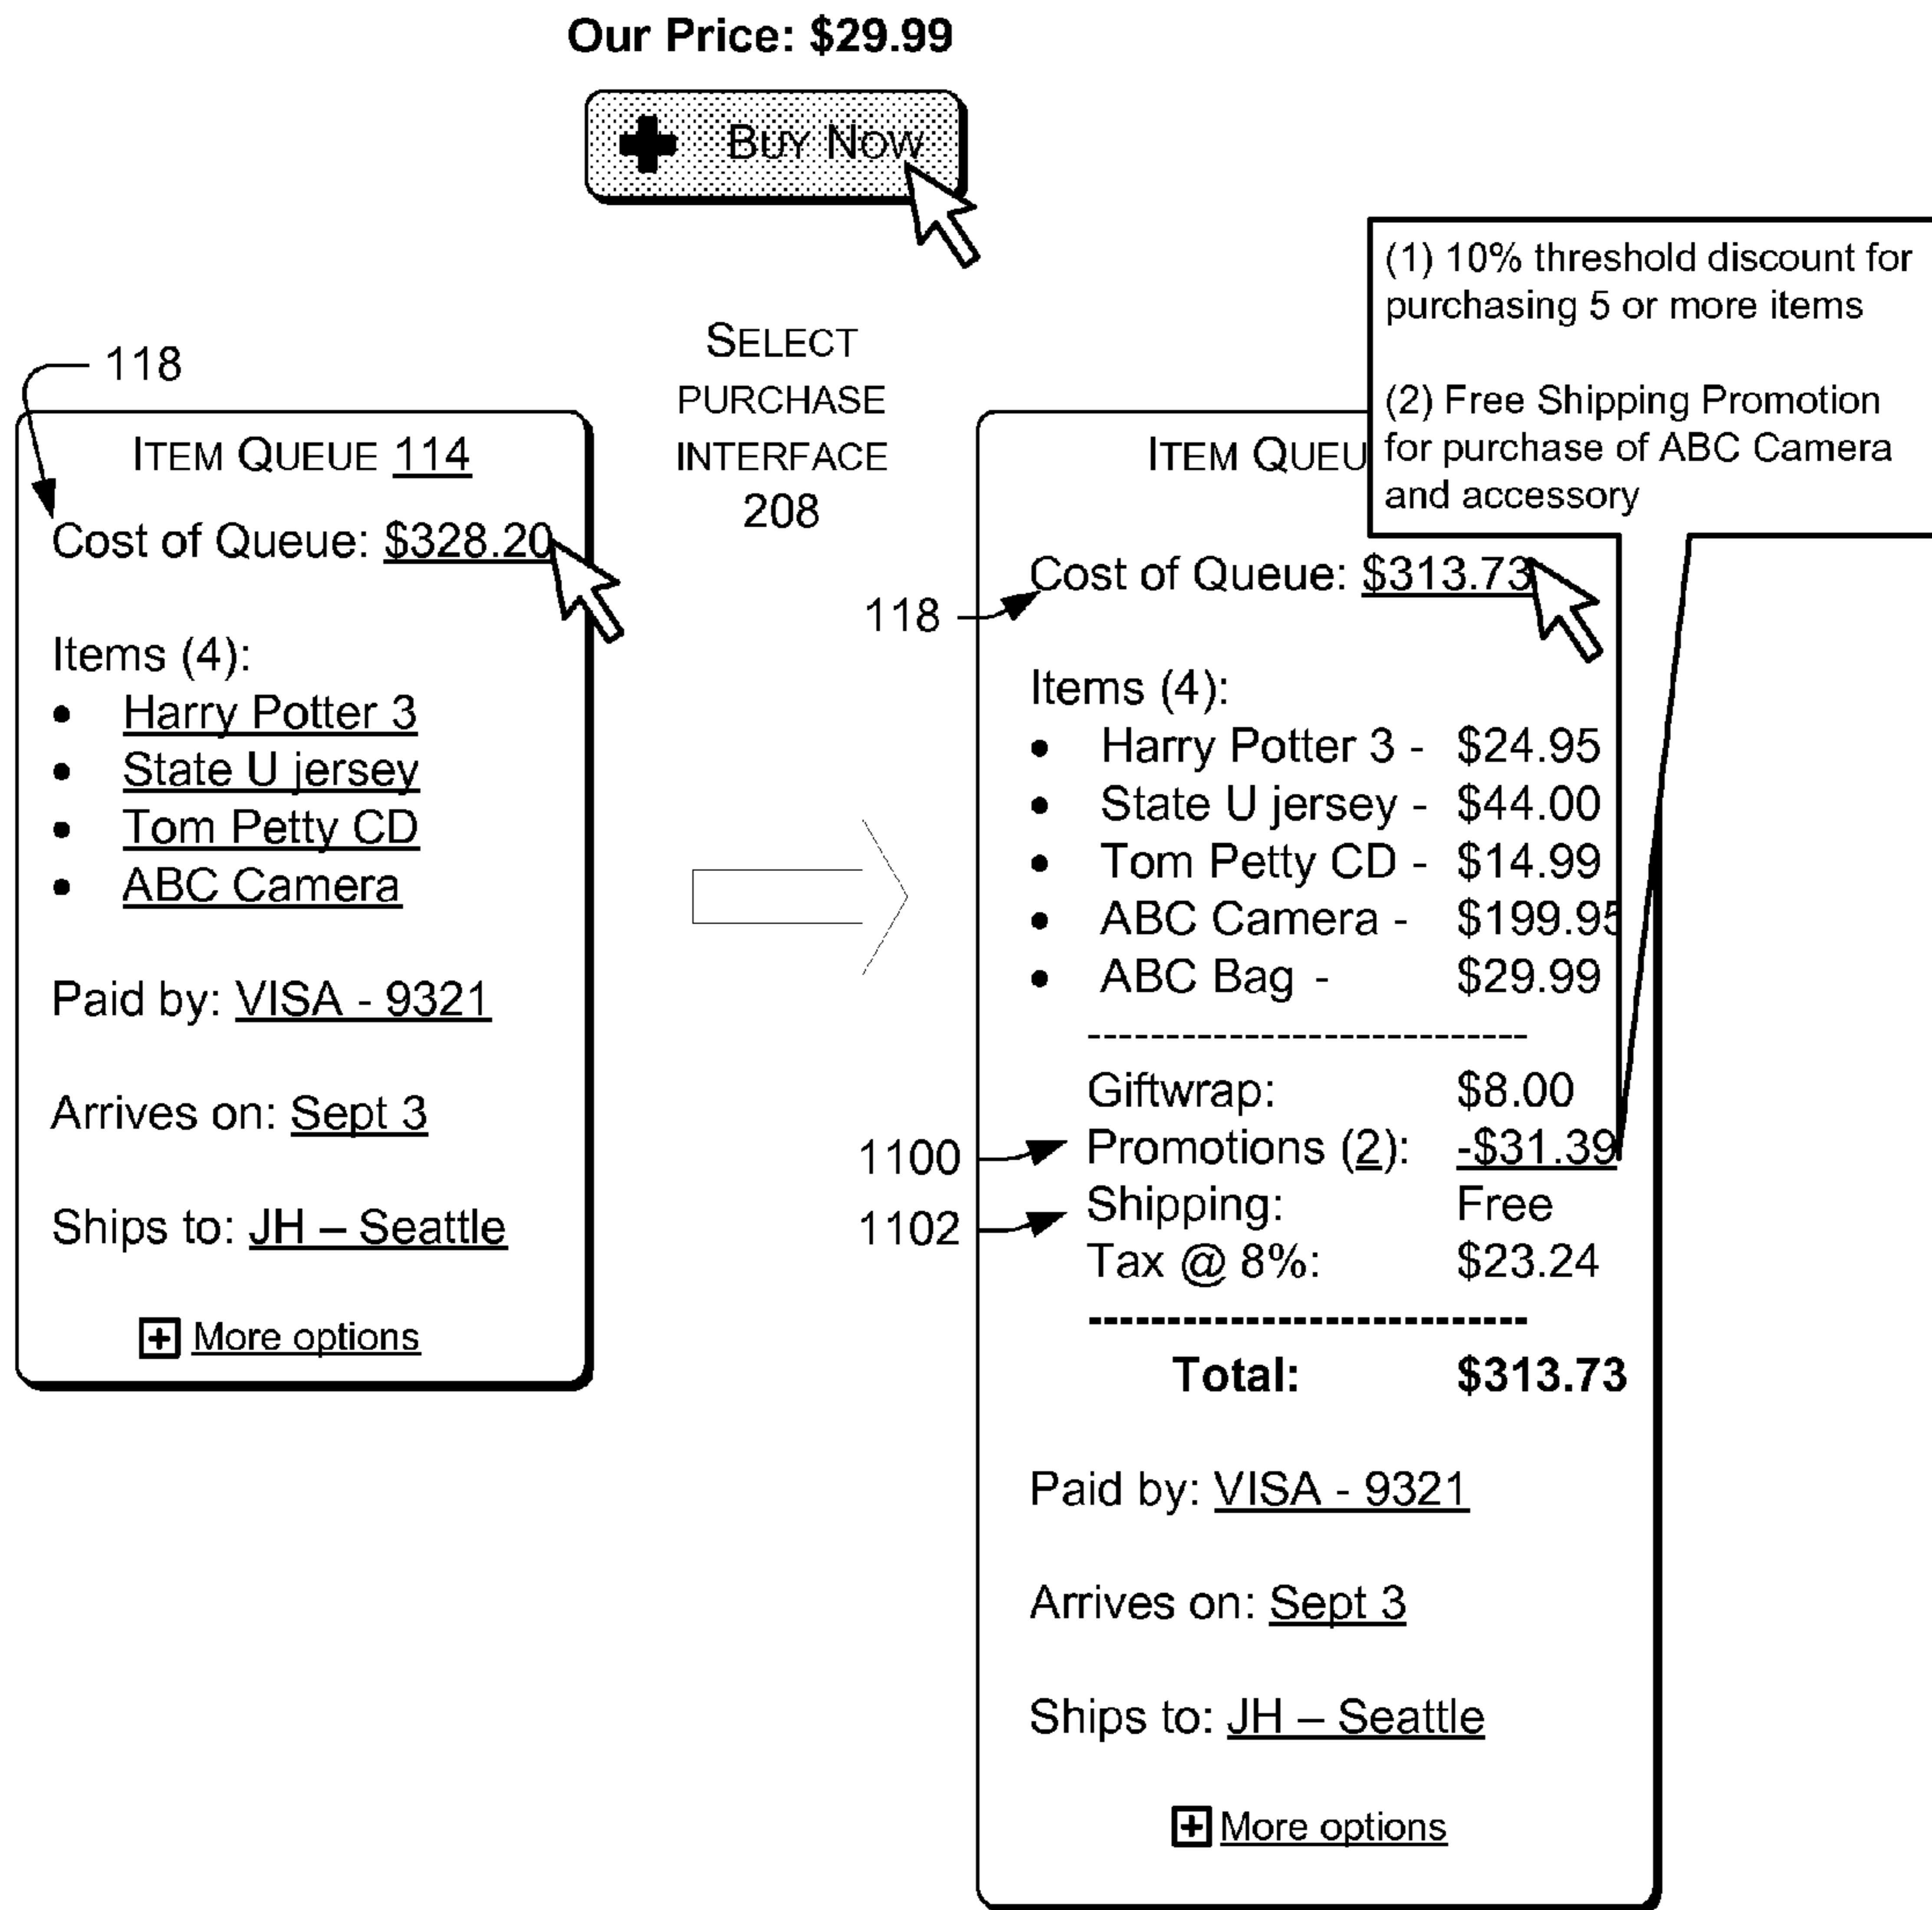 Our Price: $29.99
BUY NOW
SELECT
PURCHASE
INTERFACE
208
118
ITEM QUEUE 114
Cost of Queue: $328.20
Items (4):
• Harry Potter 3
• State U jersey
• Tom Petty CD
• ABC Camera
Paid by: VISA - 9321
Arrives on: Sept 3
Ships to: JH – Seattle
More options
(1) 10% threshold discount for
purchasing 5 or more items
(2) Free Shipping Promotion
for purchase of ABC Camera
and accessory
ITEM QUEU
Cost of Queue: $313.73
118
Items (4):
• Harry Potter 3 - $24.95
• State U jersey - $44.00
• Tom Petty CD - $14.99
• ABC Camera - $199.95
• ABC Bag - $29.99
----------------------------
Giftwrap: $8.00
1100
Promotions (2): -$31.39
1102
Shipping: Free
Tax @ 8%: $23.24
----------------------------
Total: $313.73
Paid by: VISA - 9321
Arrives on: Sept 3
Ships to: JH – Seattle
More options